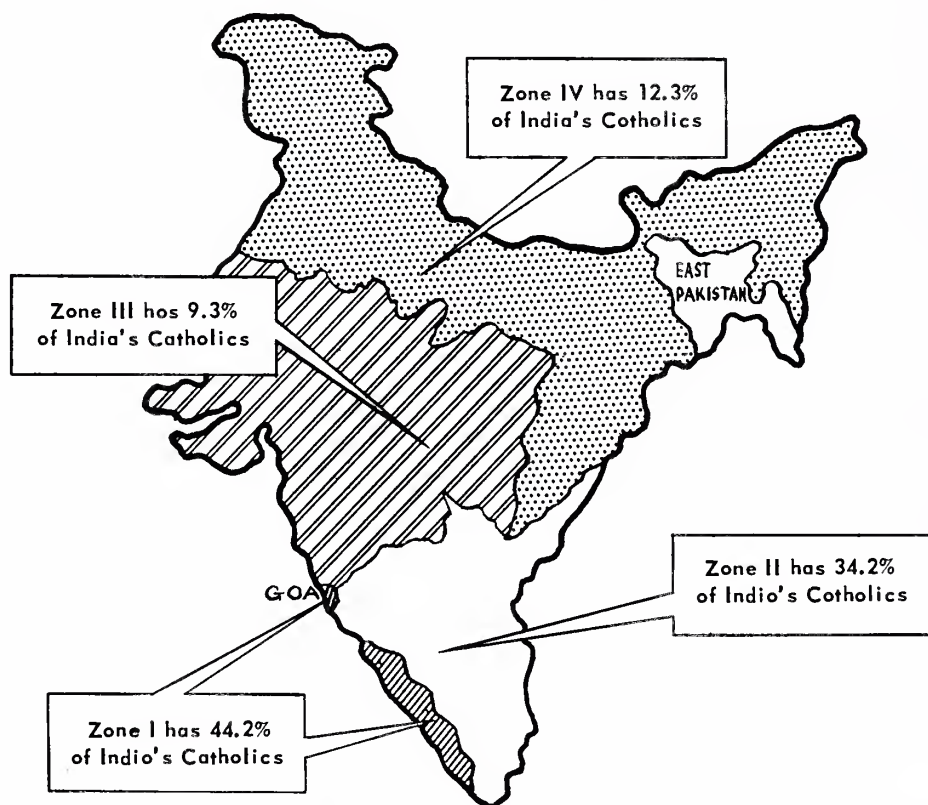 Zone IV has 12.3%
of India's Cotholics
EAST
PAKISTAN
Zone III hos 9.3%
of India's Catholics
Zone II has 34.2%
of Indio's Cotholics
GOA
Zone I has 44.2%
of Indio's Catholics